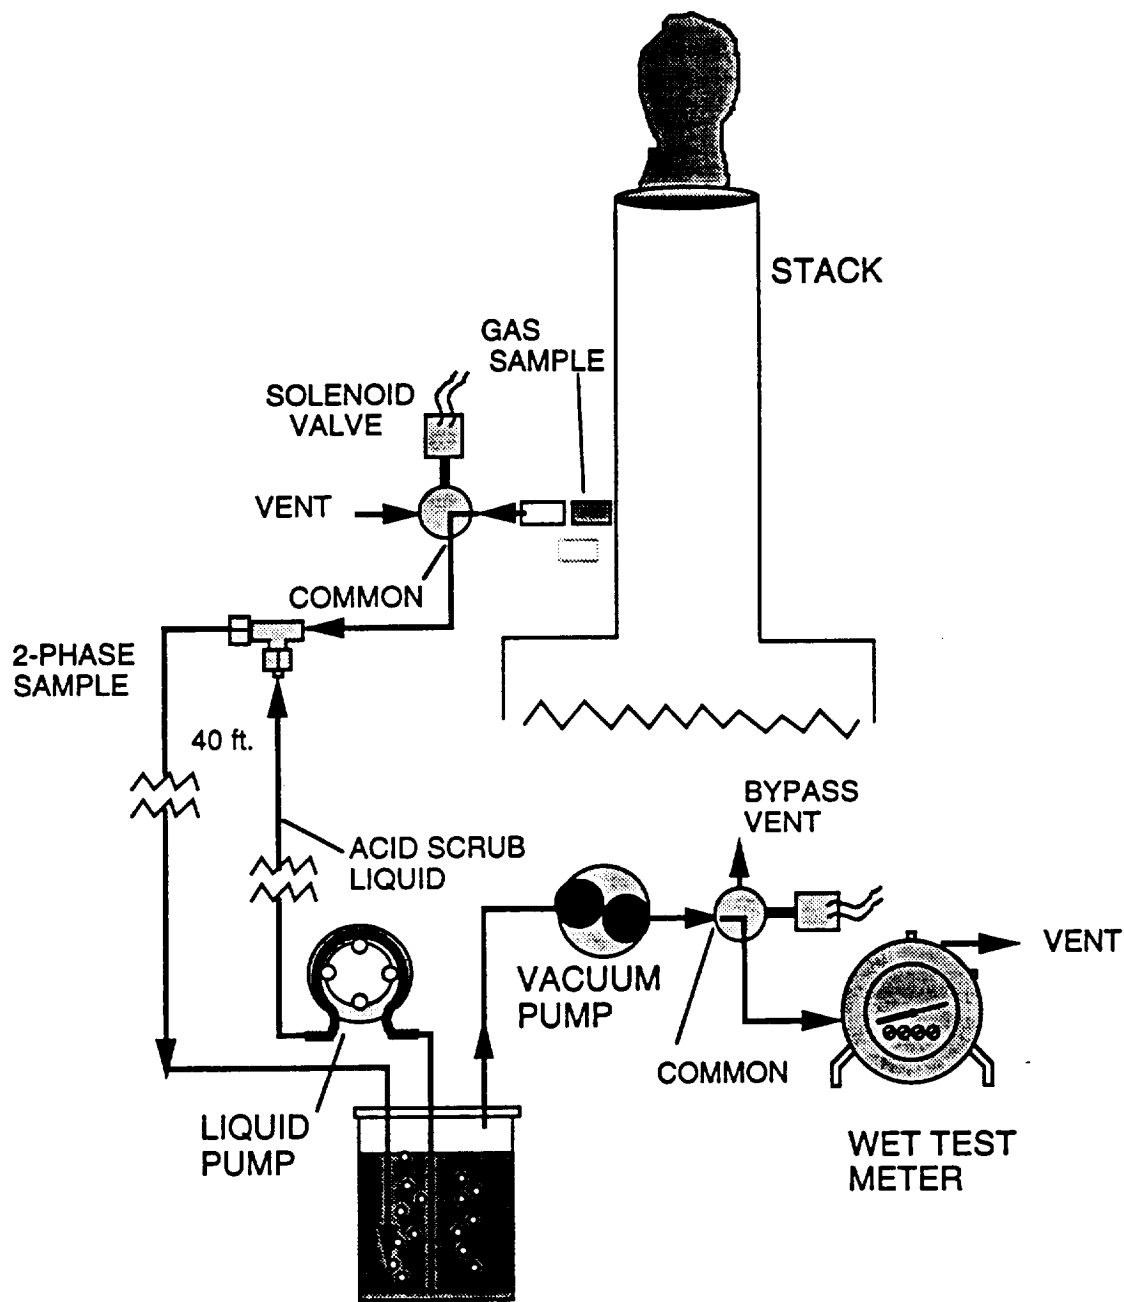 STACK
GAS
SAMPLE
SOLENOID
VALVE
VENT
COMMON
2-PHASE
SAMPLE
40 ft.
ACID SCRUB
LIQUID
BYPASS
VENT
VACUUM
PUMP
VENT
COMMON
LIQUID
PUMP
WET TEST
METER